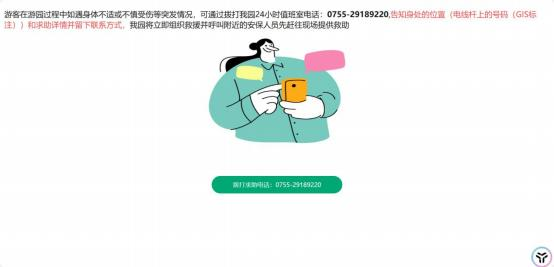 游客在游园过程中如遇身体不适或不慎受伤等突发情况，可通过拨打我园24小时值班室电话：0755-29189220,告知身处的位置（电线杆上的号码（GIS标
注））和求助详情并留下联系方式，我园将立即组织救援并呼叫附近的安保人员先赶往现场提供救助
拨打求助电话：0755-29189220